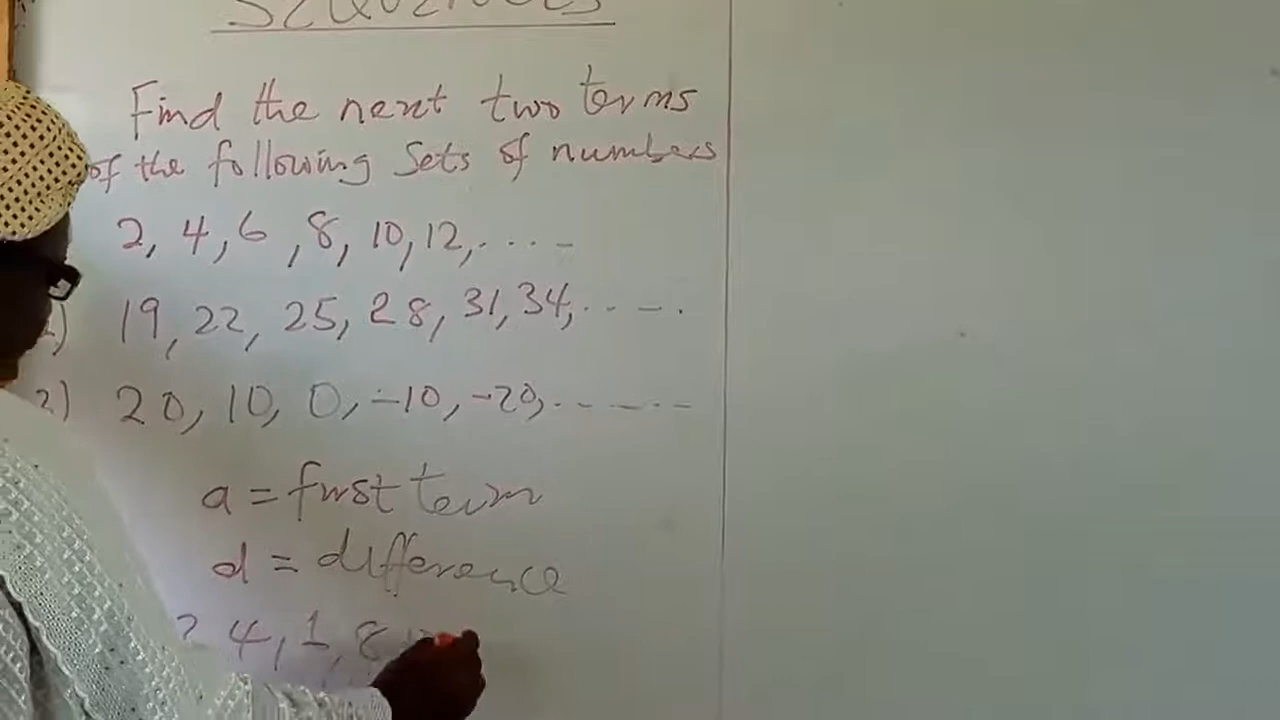 Sequences
Find the next two terms
of the following Sets of numbers
2, 4, 6, 8, 10, 12, . . . -
19, 22, 25, 28, 31, 34, . . - - .
20, 10, 0, -10, -20, . - - - - -
a = first term
d = difference
4, 1, 8